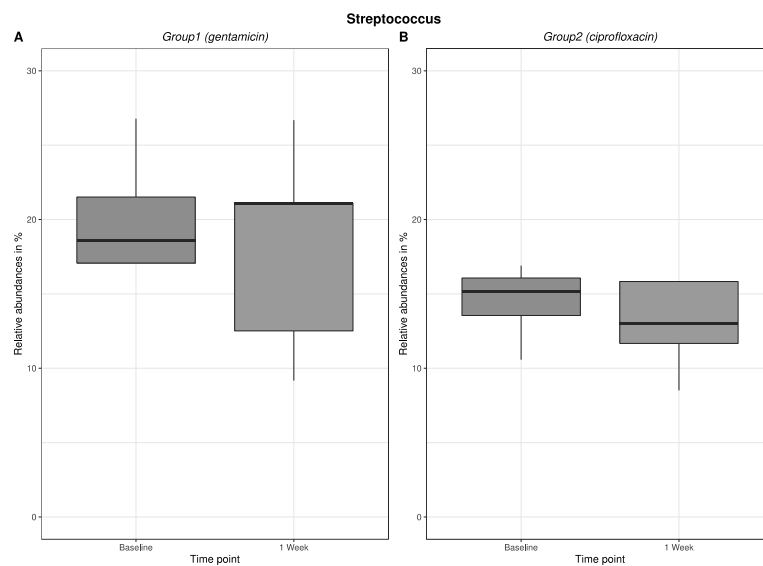 Streptococcus
A
Group1 (gentamicin)
Relative abundances in %
30
20
10
0
Baseline
1 Week
Time point
B
Group2 (ciprofloxacin)
Relative abundances in %
30
20
10
0
Baseline
1 Week
Time point